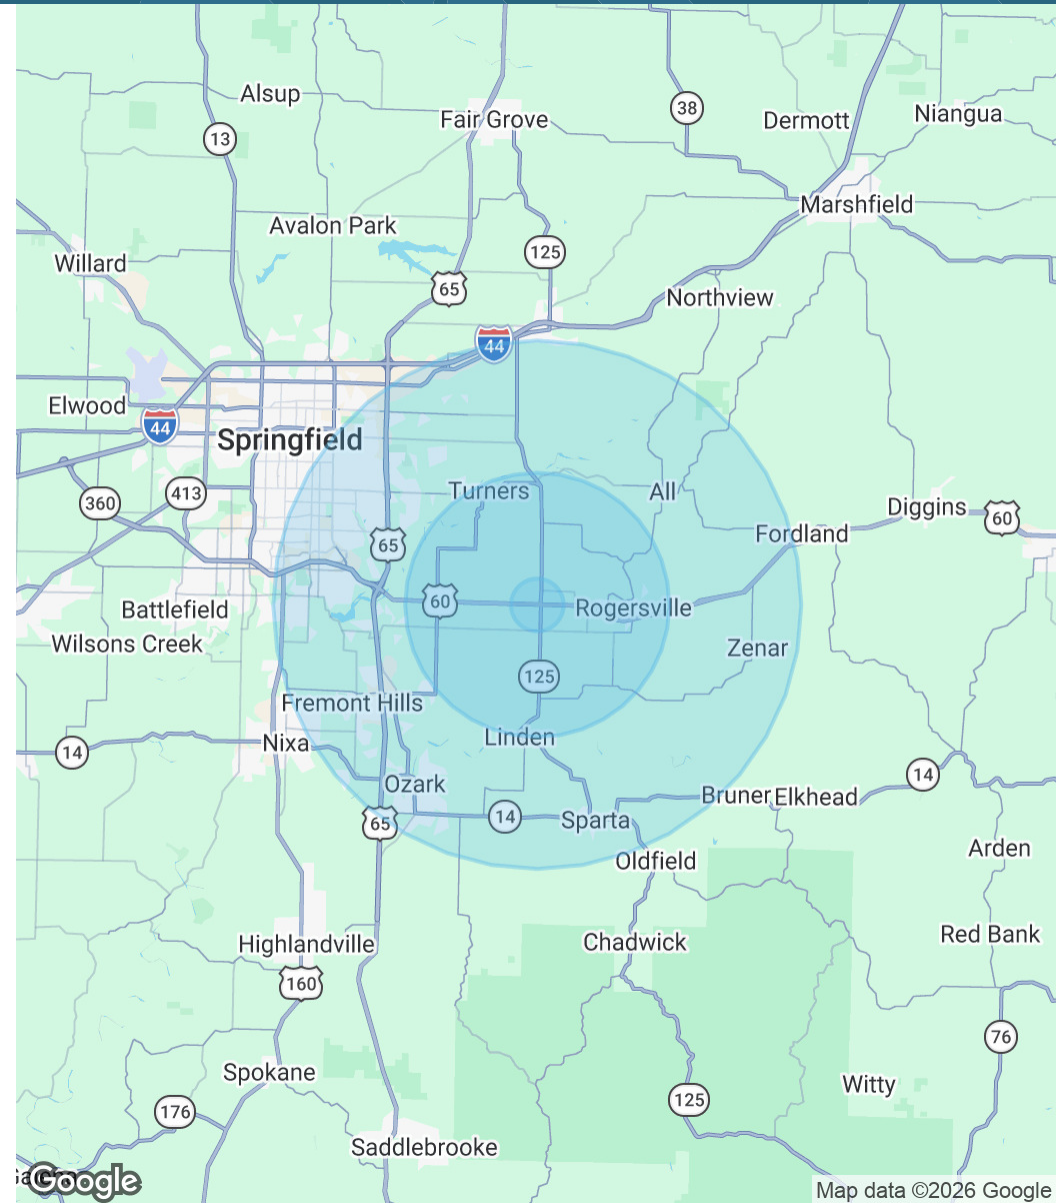 Alsup
Fair Grove
38
Dermott
Niangua
13
Marshfield
Avalon Park
125
Willard
65
Northview
44
Elwood
44
Springfield
Turners
All
413
360
Diggins
60
Fordland
65
60
Rogersville
Battlefield
Wilsons Creek
Zenar
125
Fremont Hills
Linden
Nixa
14
14
Ozark
Bruner
Elkhead
14
65
Sparta
Arden
Oldfield
Red Bank
Highlandville
Chadwick
160
76
Spokane
Witty
125
176
Saddlebrooke
Google
Map data ©2026 Google